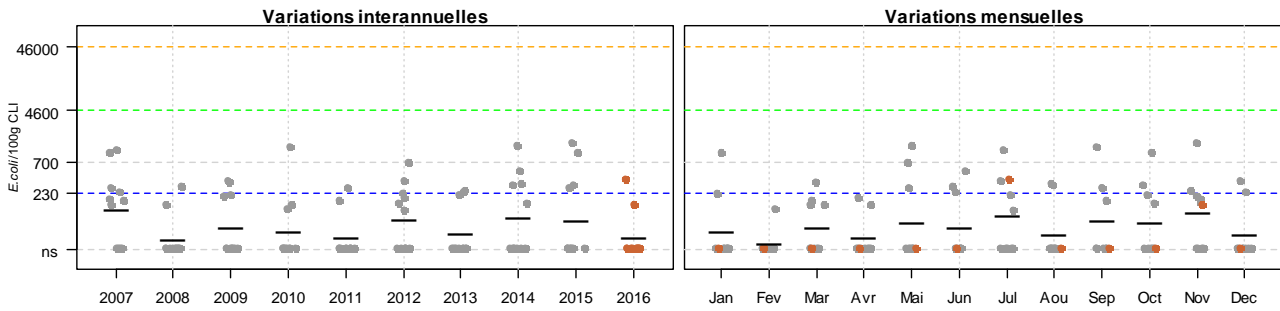 Variations interannuelles
Variations mensuelles
E.coli/100g CLI
46000
4600
700
230
ns
2007 2008 2009 2010 2011 2012 2013 2014 2015 2016
Jan Fev Mar Avr Mai Jun Jul Aou Sep Oct Nov Dec